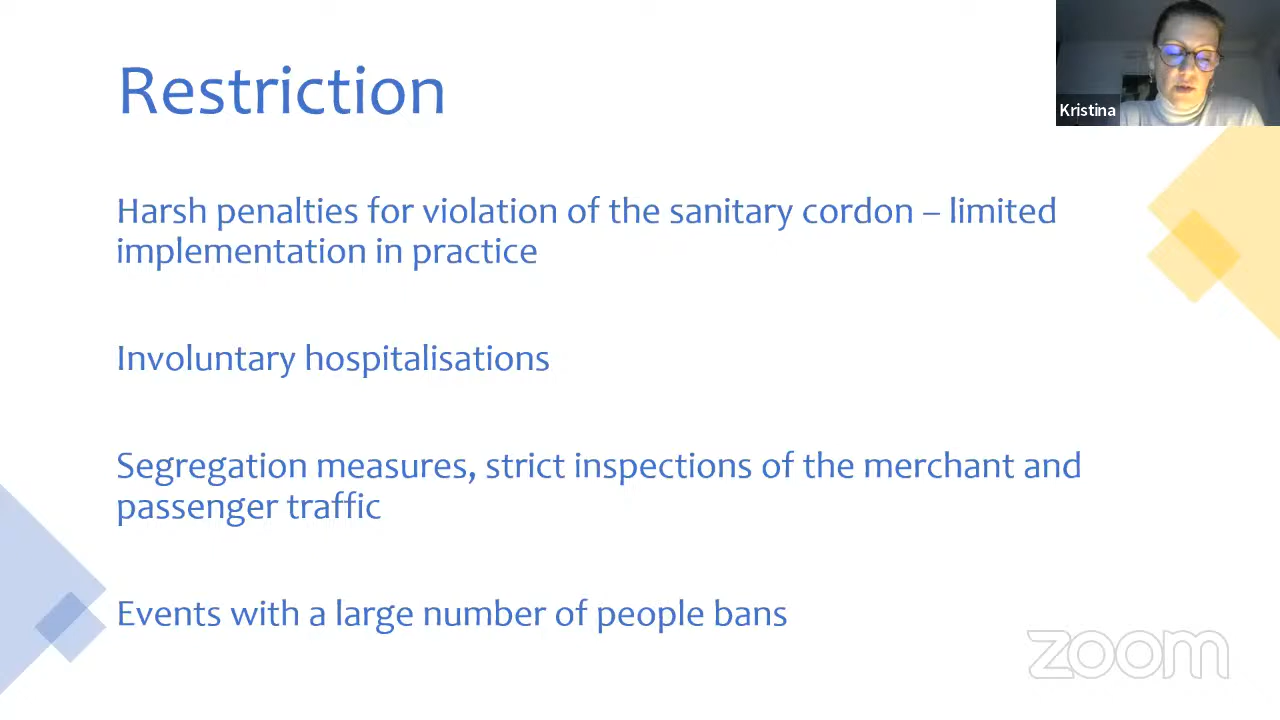 Restriction
Kristina
Harsh penalties for violation of the sanitary cordon – limited
implementation in practice
Involuntary hospitalisations
Segregation measures, strict inspections of the merchant and
passenger traffic
Events with a large number of people bans
zoom